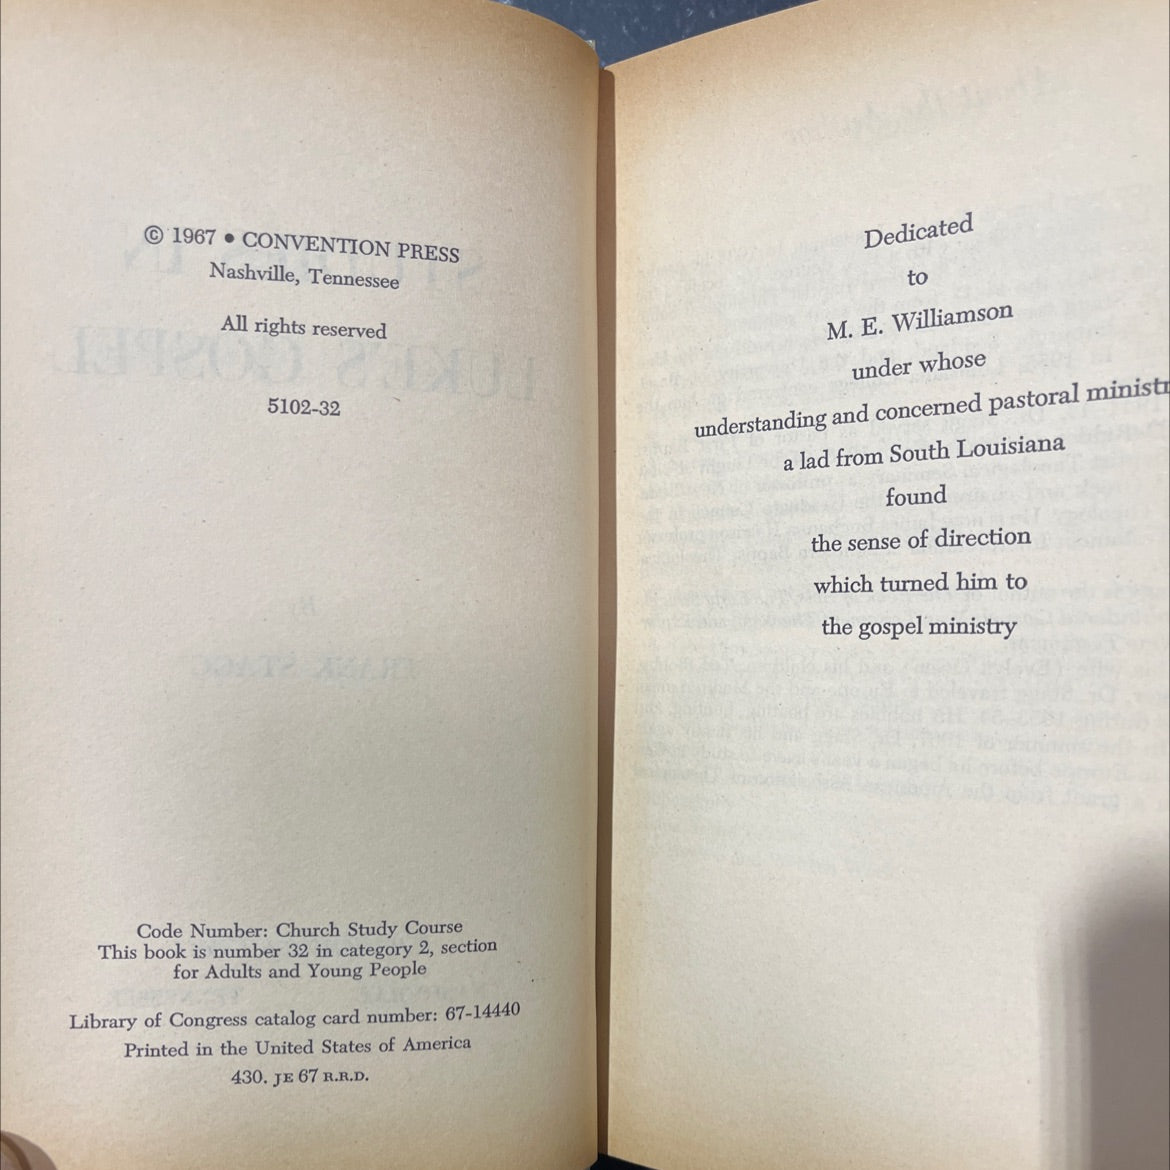 © 1967 • CONVENTION PRESS
Nashville, Tennessee
All rights reserved
5102-32
Code Number: Church Study Course
This book is number 32 in category 2, section
for Adults and Young People
Library of Congress catalog card number: 67-14440
Printed in the United States of America
430. JE 67 R.R.D.
Dedicated
to
M. E. Williamson
under whose
understanding and concerned pastoral ministr
a lad from South Louisiana
found
the sense of direction
which turned him to
the gospel ministry